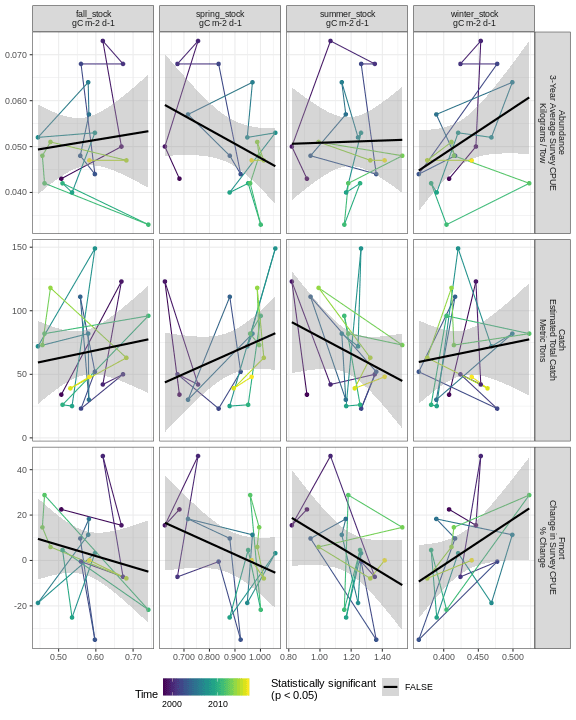 fall_stock
gC m-2 d-1
spring_stock
gC m-2 d-1
summer_stock
gC m-2 d-1
winter_stock
gC m-2 d-1
0.070
0.060
0.050
0.040
Abundance
3-Year Average Survey CPUE
Kilograms / Tow
150
100
50
0
Catch
Estimated Total Catch
Metric Tons
40
20
0
-20
Fmort
Change in Survey CPUE
% Change
0.50 0.60 0.70
0.700 0.800 0.900 1.000
0.80 1.00 1.20 1.40
0.400 0.450 0.500
Time
2000 2010
Statistically significant
(p < 0.05)
FALSE